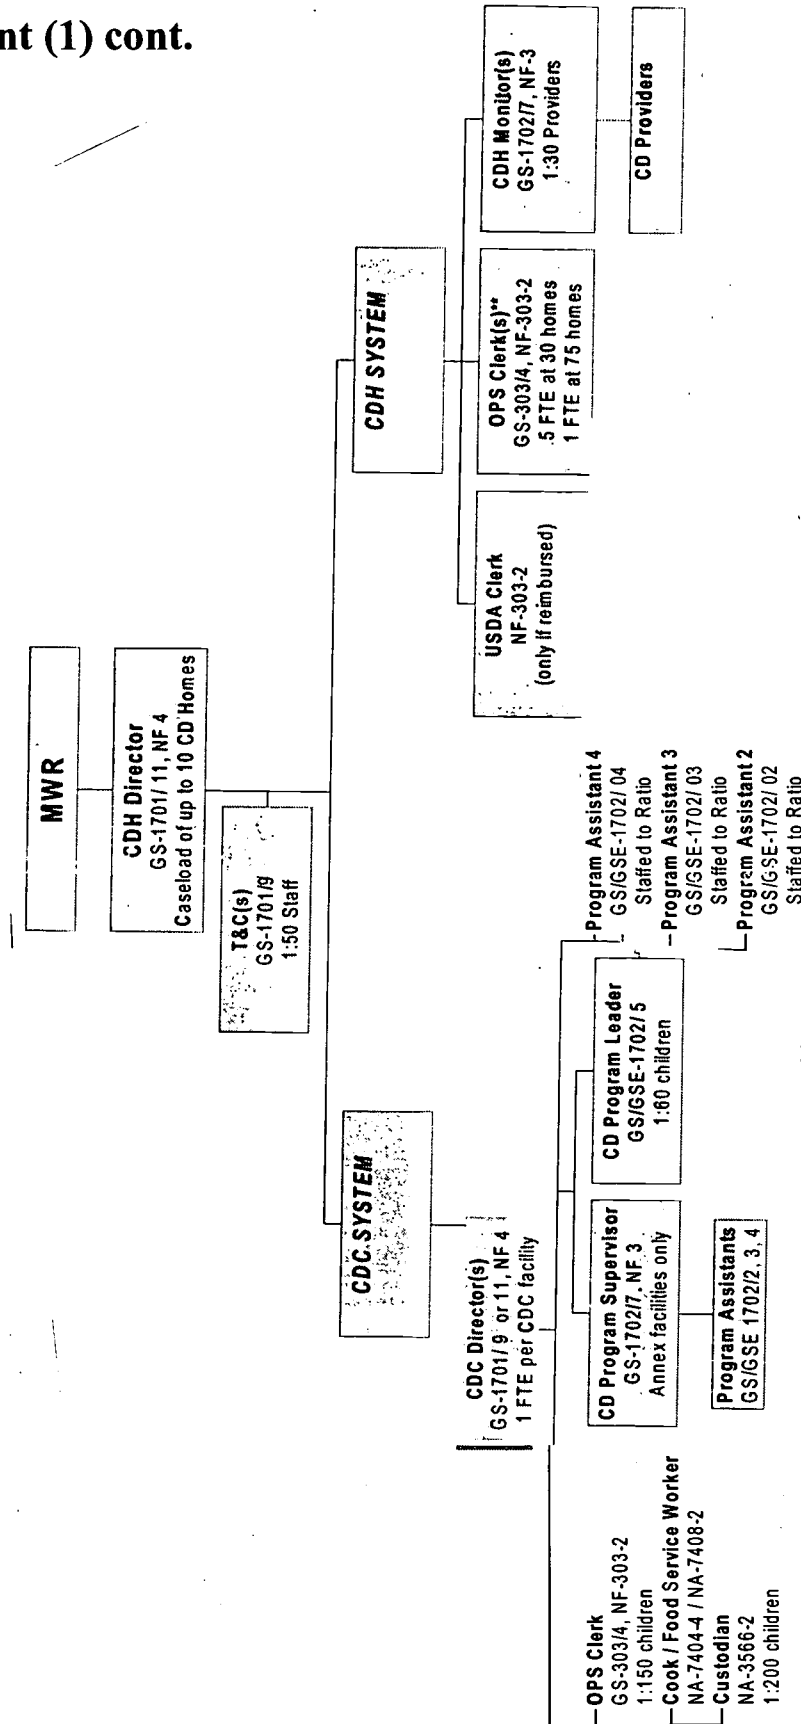 nt (1) cont.
MWR
CDH Director
GS-1701/11, NF 4
Caseload of up to 10 CD Homes
T&C(s)
GS-1701/9
1:50 Staff
CDC SYSTEM
CDH SYSTEM
CDC Director(s)
GS-1701/9 or 11, NF 4
1 FTE per CDC facility
OPS Clerk
GS-303/4, NF-303-2
1:150 children
Cook / Food Service Worker
NA-7404-4 / NA-7408-2
Custodian
NA-3566-2
1:200 children
CD Program Supervisor
GS-1702/7, NF 3
Annex facilities only
Program Assistants
GS/GSE 1702/2, 3, 4
CD Program Leader
GS/GSE-1702/5
1:60 children
Program Assistant 4
GS/GSE-1702/ 04
Staffed to Ratio
Program Assistant 3
GS/GSE-1702/ 03
Staffed to Ratio
Program Assistant 2
GS/GSE-1702/ 02
Staffed to Ratio
USDA Clerk
NF-303-2
(only if reimbursed)
OPS Clerk(s)**
GS-303/4, NF-303-2
.5 FTE at 30 homes
1 FTE at 75 homes
CDH Monitor(s)
GS-1702/7, NF-3
1:30 Providers
CD Providers